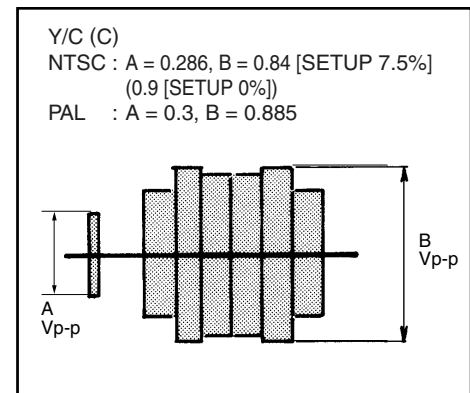 Y/C (C)
NTSC : A = 0.286, B = 0.84 [SETUP 7.5%]
(0.9 [SETUP 0%])
PAL : A = 0.3, B = 0.885
A
Vp-p
B
Vp-p